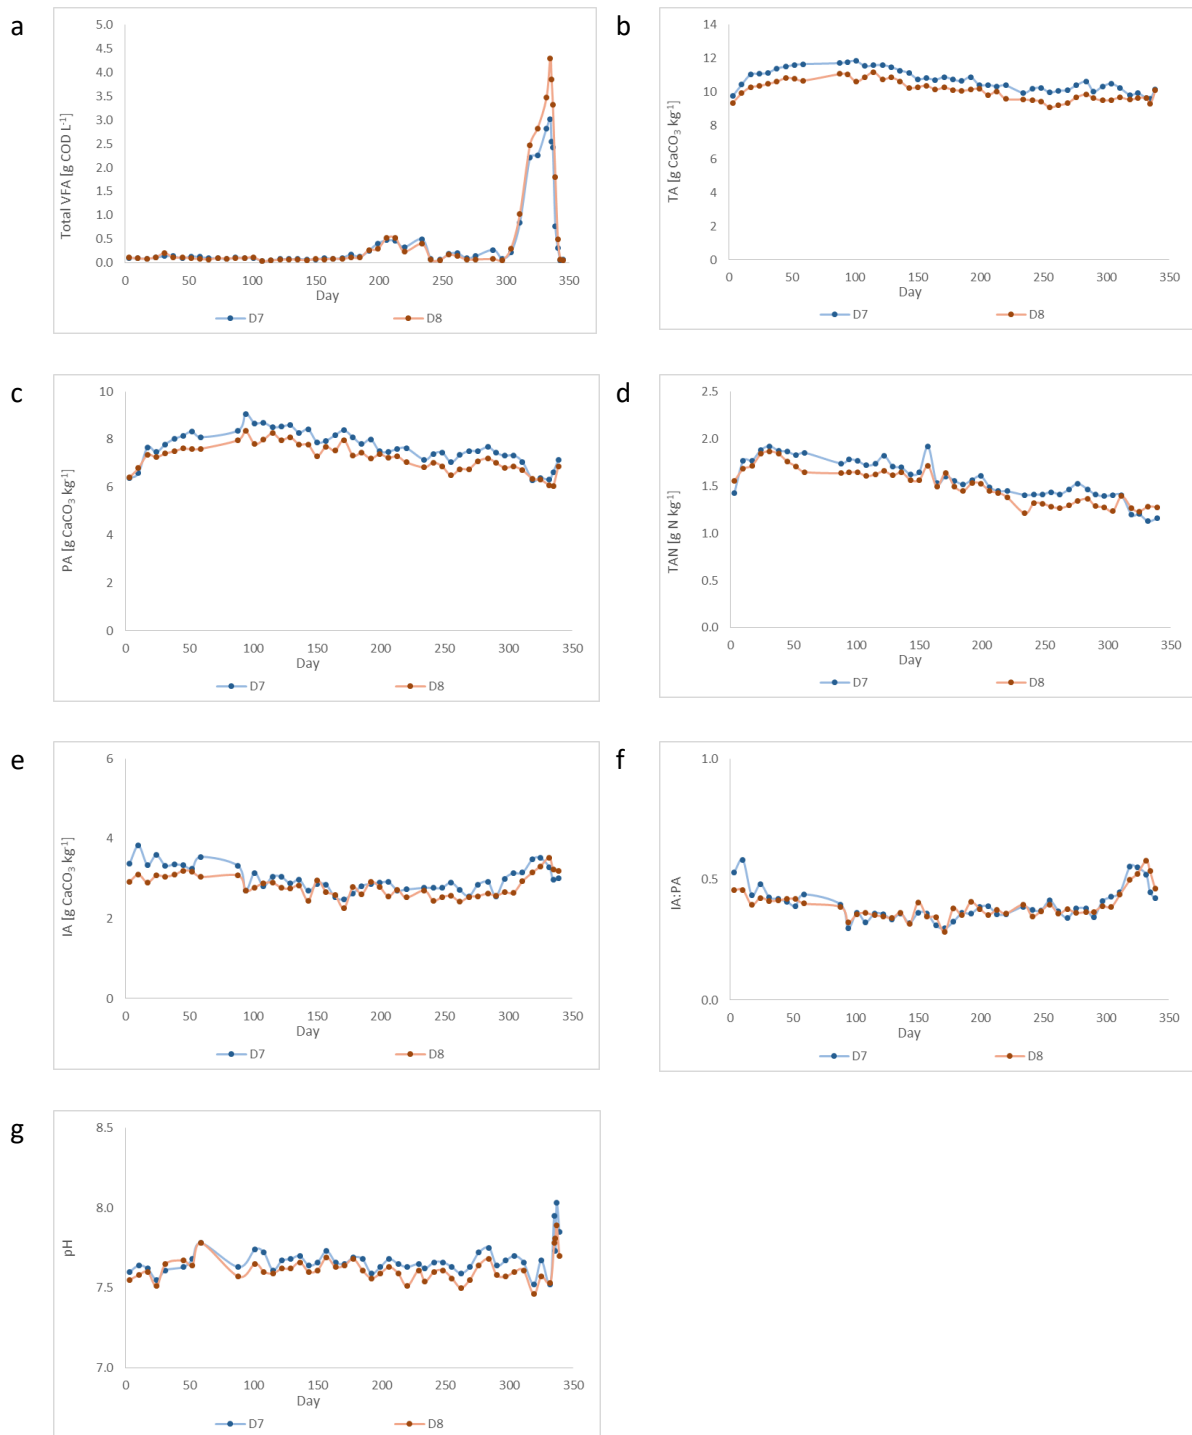 a
Total VFA [g COD L⁻¹]
5.0
4.5
4.0
3.5
3.0
2.5
2.0
1.5
1.0
0.5
0.0
0 50 100 150 200 250 300 350
Day
D7 D8
b
TA [g CaCO₃ kg⁻¹]
14
12
10
8
6
4
2
0
0 50 100 150 200 250 300 350
Day
D7 D8
c
PA [g CaCO₃ kg⁻¹]
10
8
6
4
2
0
0 50 100 150 200 250 300 350
Day
D7 D8
d
TAN [g N kg⁻¹]
2.5
2.0
1.5
1.0
0.5
0.0
0 50 100 150 200 250 300 350
Day
D7 D8
e
IA [g CaCO₃ kg⁻¹]
6
4
2
0
0 50 100 150 200 250 300 350
Day
D7 D8
f
IA:PA
1.0
0.5
0.0
0 50 100 150 200 250 300 350
Day
D7 D8
g
pH
8.5
8.0
7.5
7.0
0 50 100 150 200 250 300 350
Day
D7 D8